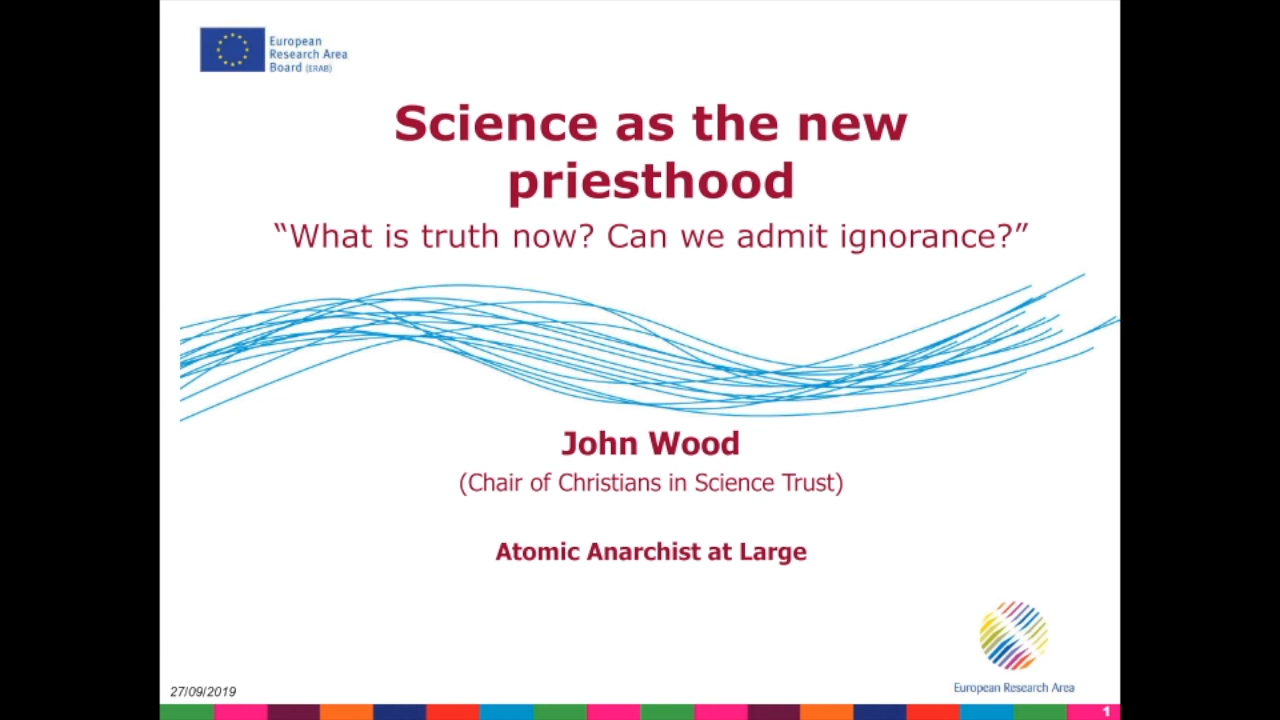 European
Research Area
Board (ERAB)
Science as the new
priesthood
“What is truth now? Can we admit ignorance?”
John Wood
(Chair of Christians in Science Trust)
Atomic Anarchist at Large
European Research Area
27/09/2019
1